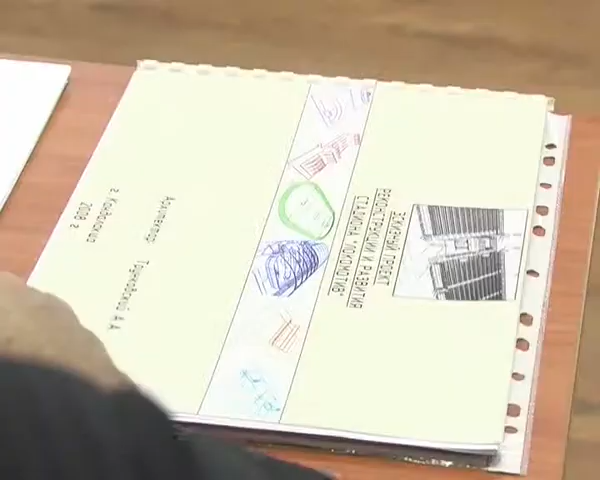 ЭСКИЗНЫЙ ПРОЕКТ
РЕКОНСТРУКЦИИ И РАЗВИТИЯ
СТАДИОНА "ЛОКОМОТИВ"
Архитектор
г.
2008 г